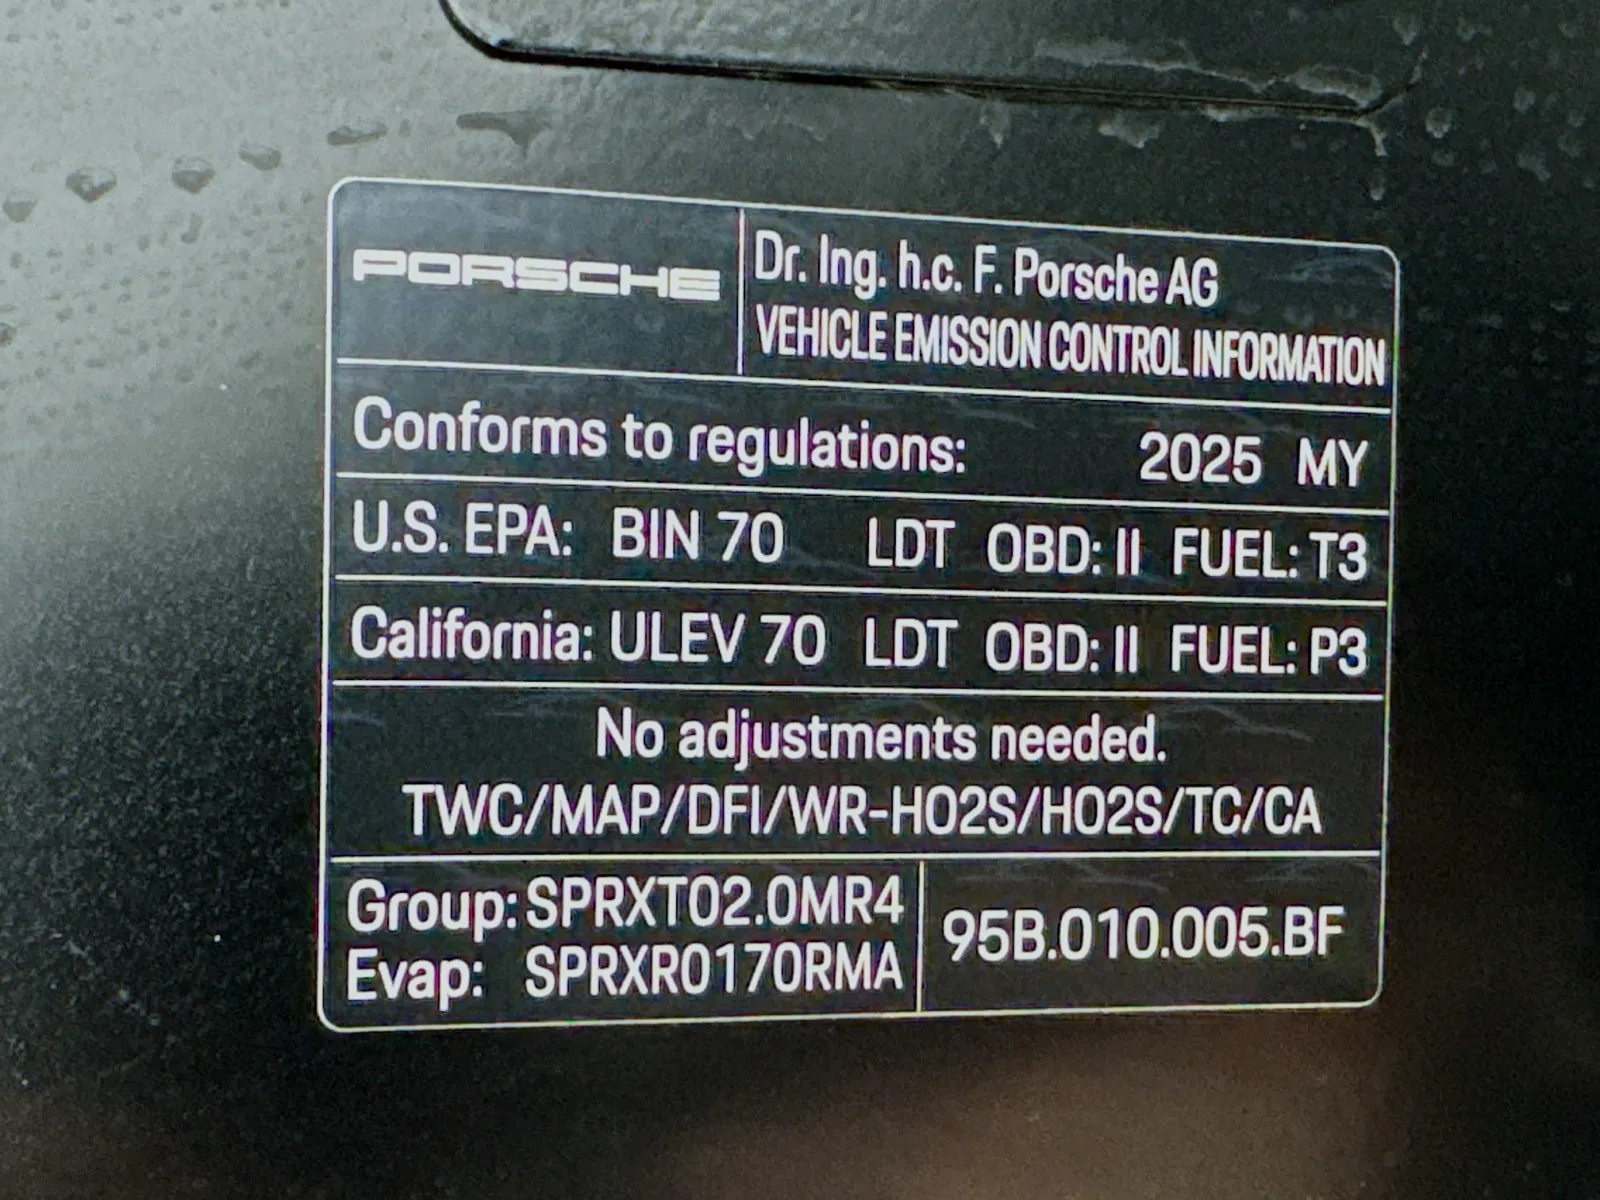 PORSCHE
Dr. Ing. h.c. F. Porsche AG
VEHICLE EMISSION CONTROL INFORMATION
Conforms to regulations: 2025 MY
U.S. EPA: BIN 70 LDT OBD: II FUEL: T3
California: ULEV 70 LDT OBD: II FUEL: P3
No adjustments needed.
TWC/MAP/DFI/WR-HO2S/HO2S/TC/CA
Group: SPRXT02.0MR4
Evap: SPRXR0170RMA
95B.010.005.BF